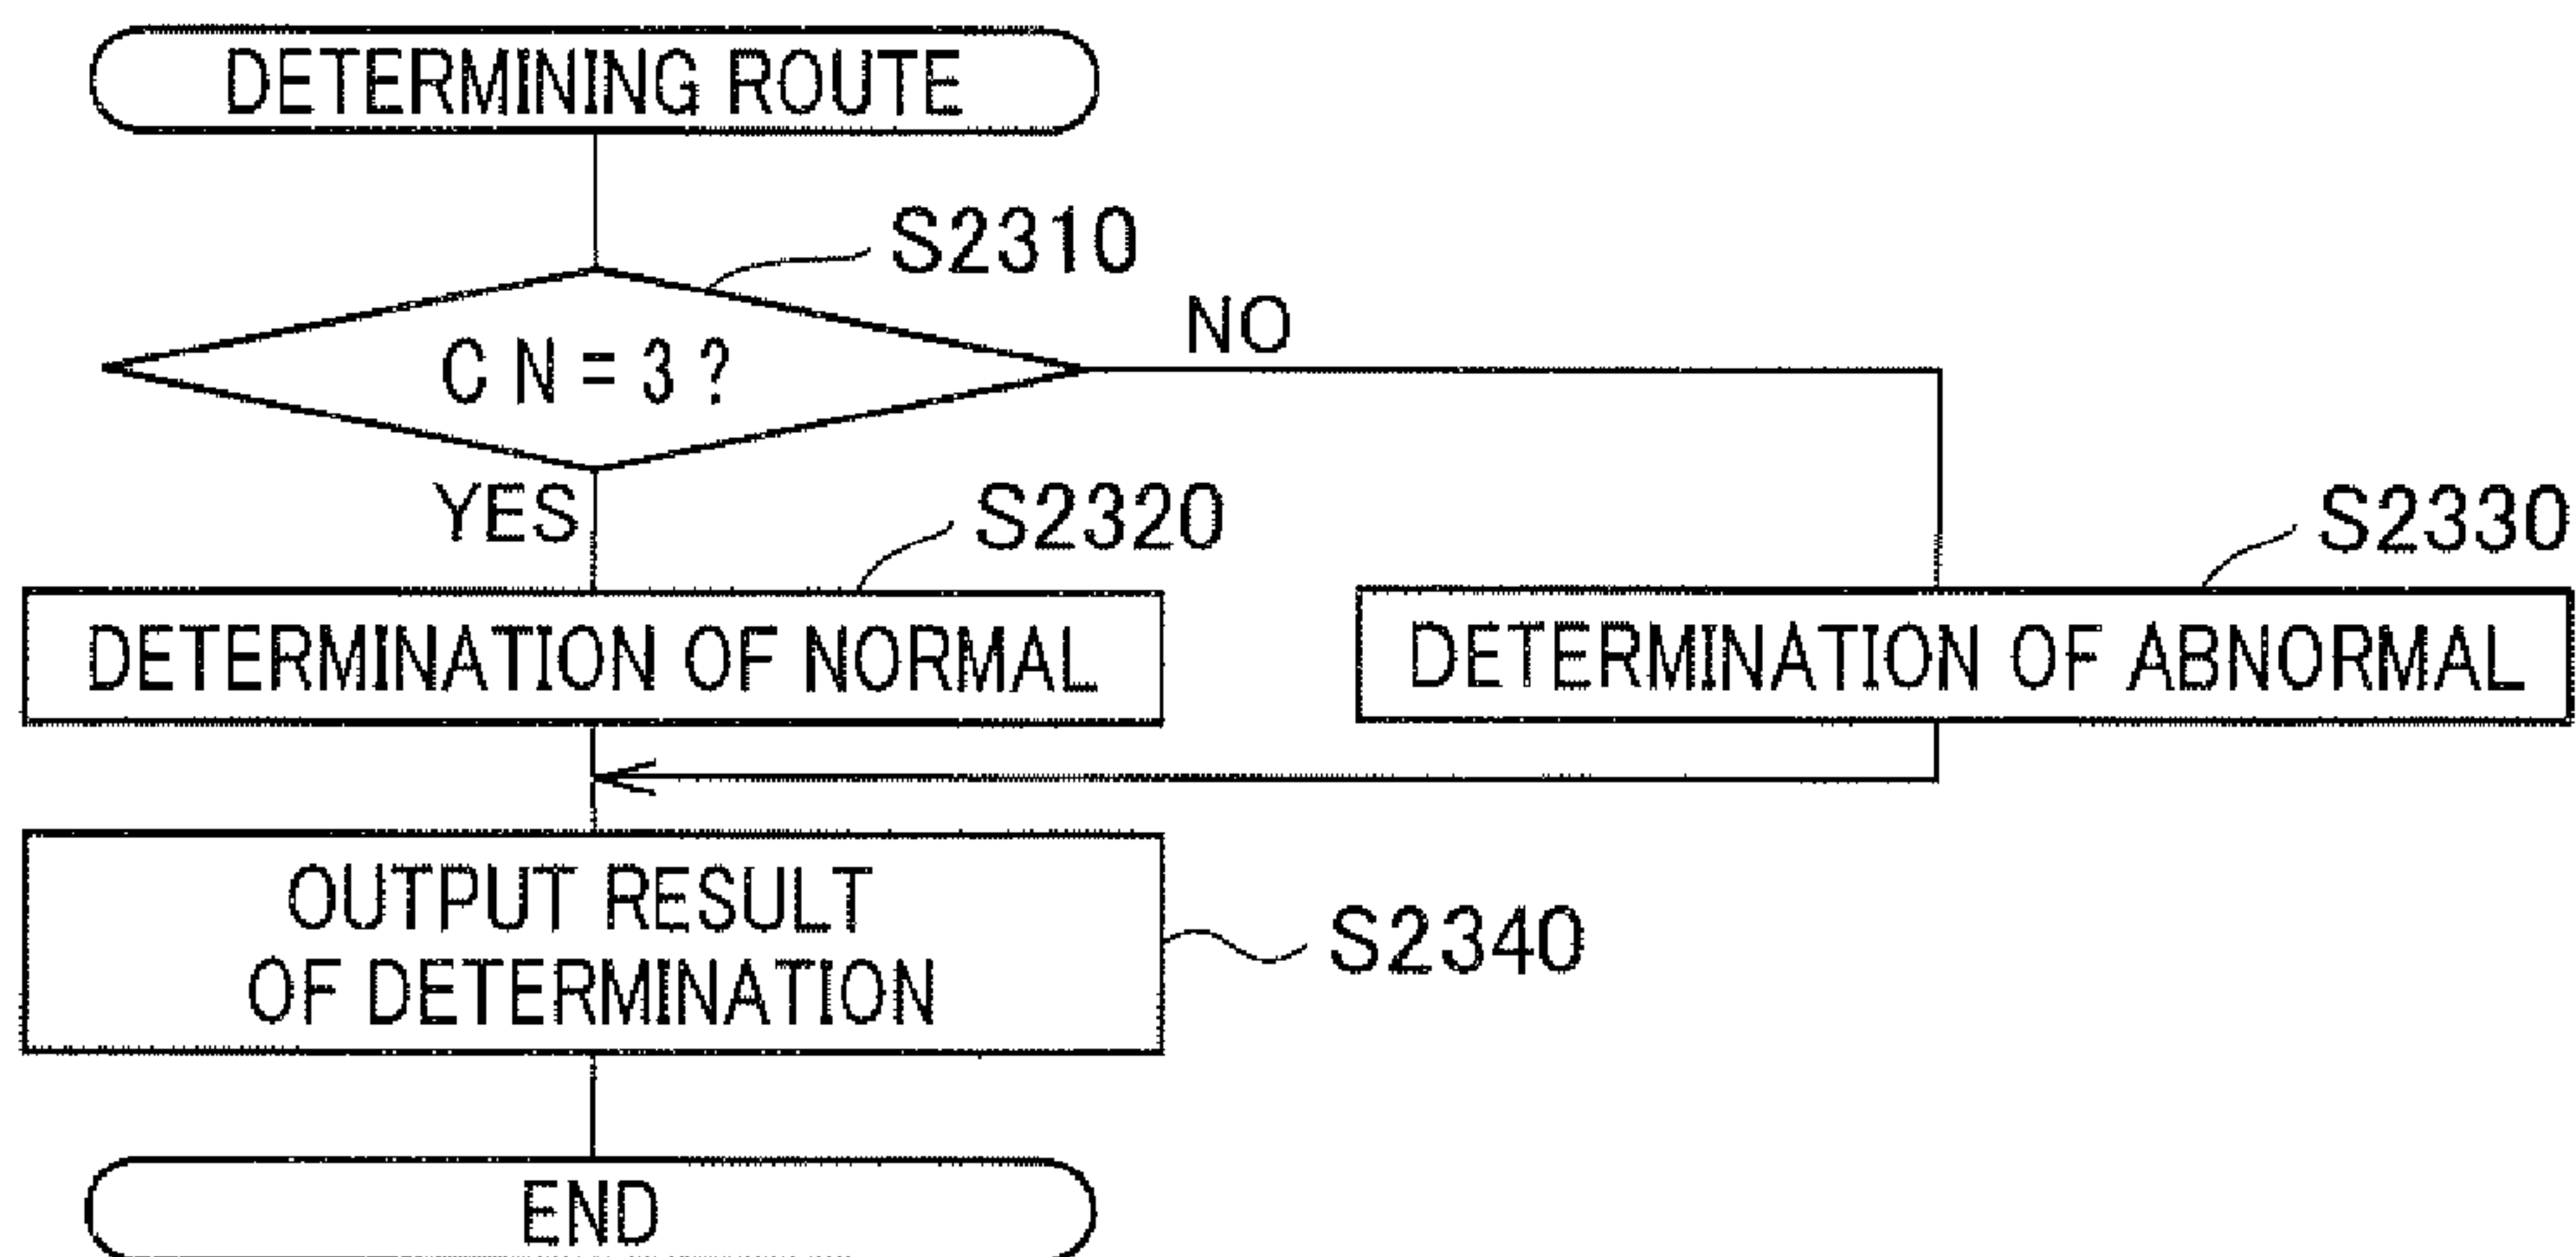 DETERMINING ROUTE
S2310
C N = 3 ?
NO
YES
S2320
S2330
DETERMINATION OF NORMAL
DETERMINATION OF ABNORMAL
OUTPUT RESULT
OF DETERMINATION
S2340
END